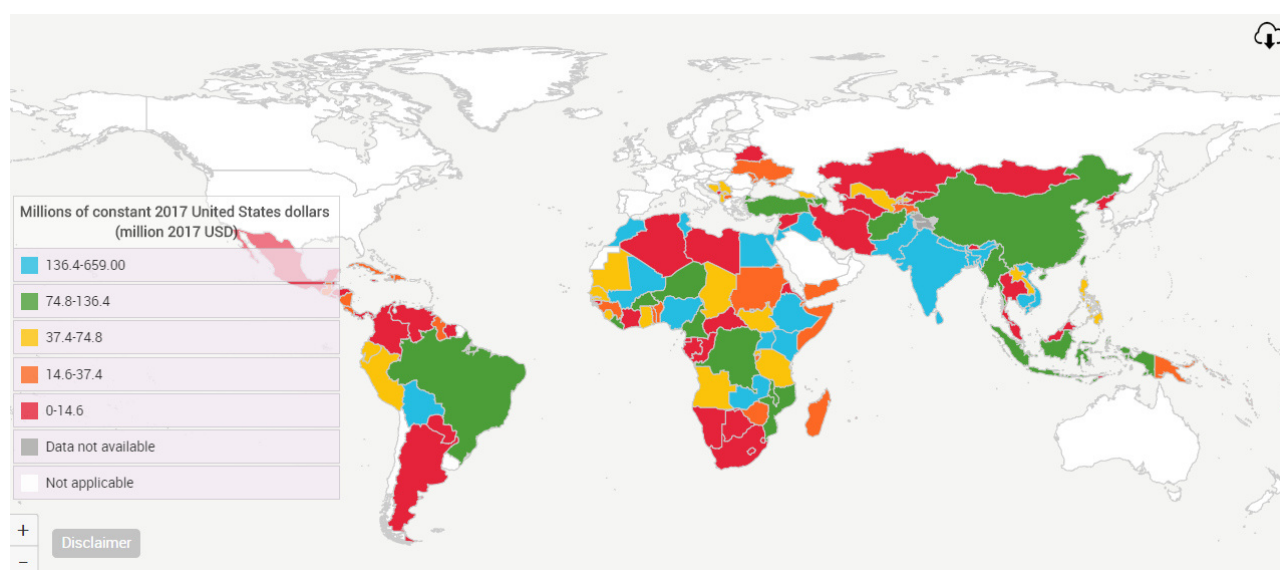 Millions of constant 2017 United States dollars
(million 2017 USD)
136.4-659.00
74.8-136.4
37.4-74.8
14.6-37.4
0-14.6
Data not available
Not applicable
+
−
Disclaimer